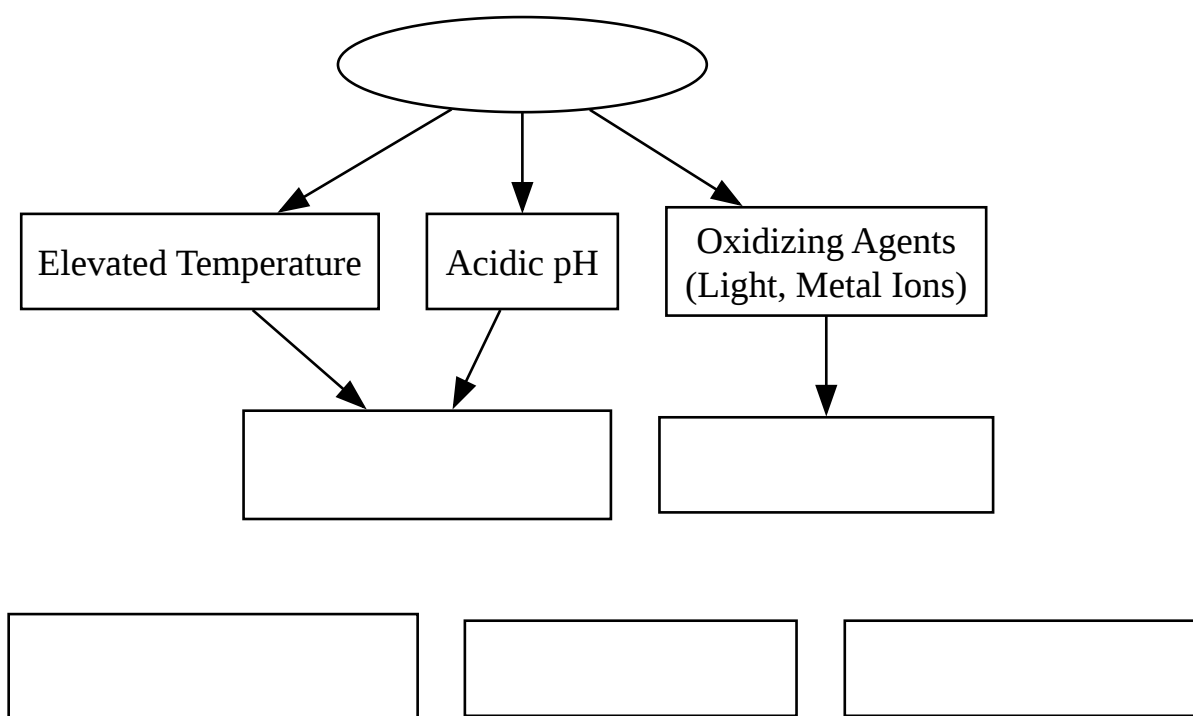 Elevated Temperature
Acidic pH
Oxidizing Agents
(Light, Metal Ions)